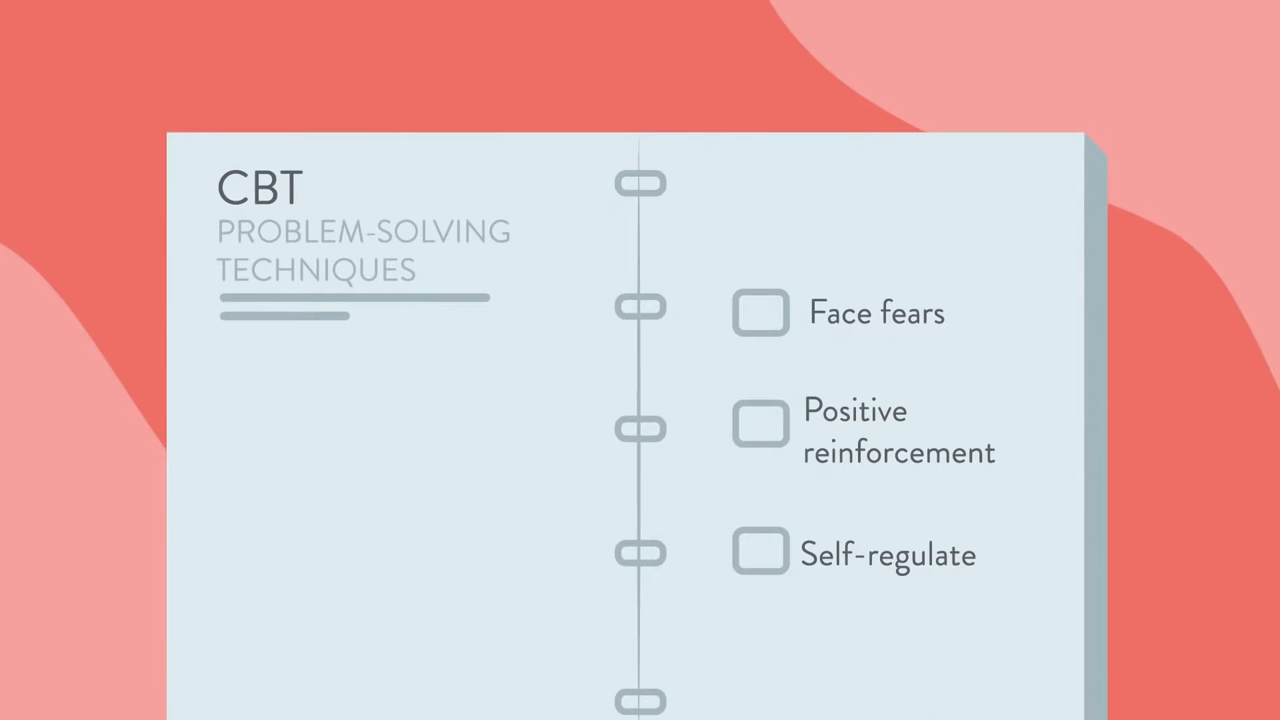 CBT
PROBLEM-SOLVING
TECHNIQUES
Face fears
Positive
reinforcement
Self-regulate